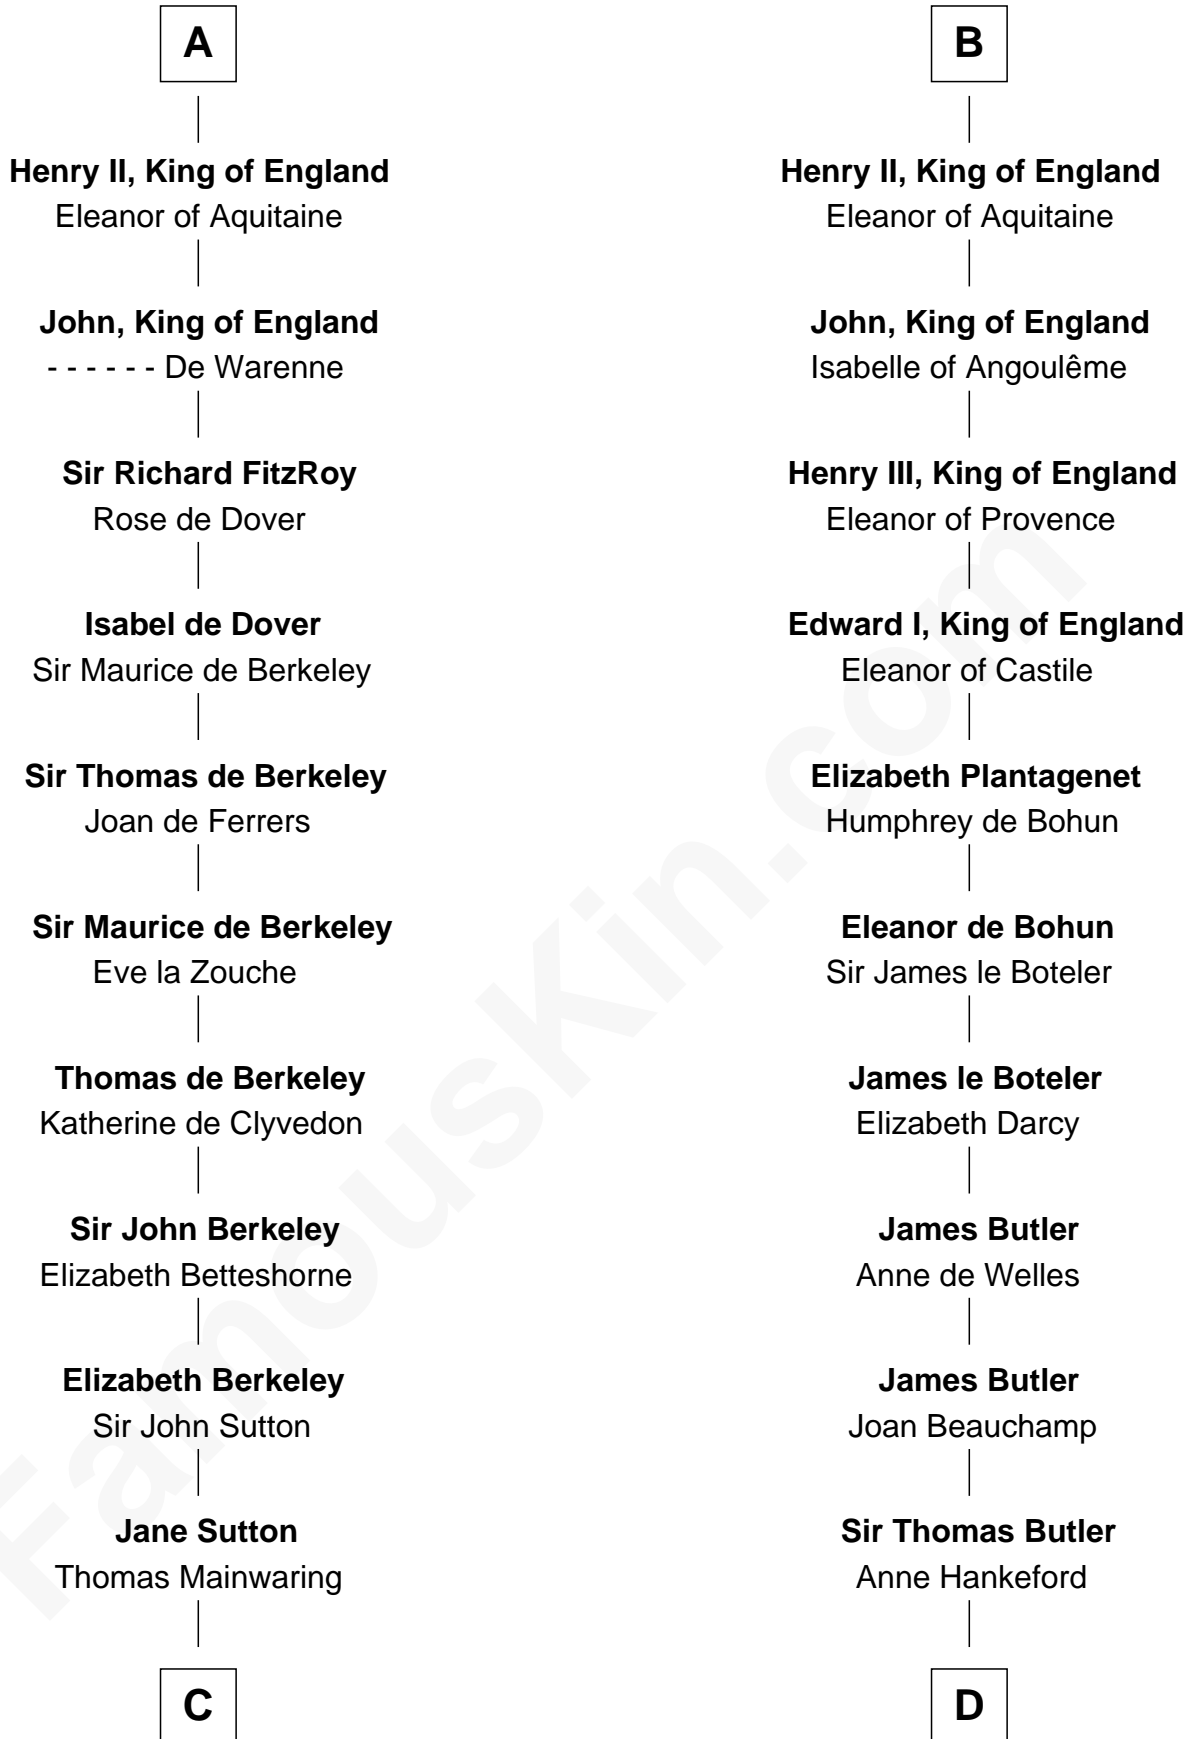 A
Henry II, King of England
Eleanor of Aquitaine
John, King of England
- - - - - - De Warenne
Sir Richard FitzRoy
Rose de Dover
Isabel de Dover
Sir Maurice de Berkeley
Sir Thomas de Berkeley
Joan de Ferrers
Sir Maurice de Berkeley
Eve la Zouche
Thomas de Berkeley
Katherine de Clyvedon
Sir John Berkeley
Elizabeth Betteshorne
Elizabeth Berkeley
Sir John Sutton
Jane Sutton
Thomas Mainwaring
C
B
Henry II, King of England
Eleanor of Aquitaine
John, King of England
Isabelle of Angoulême
Henry III, King of England
Eleanor of Provence
Edward I, King of England
Eleanor of Castile
Elizabeth Plantagenet
Humphrey de Bohun
Eleanor de Bohun
Sir James le Boteler
James le Boteler
Elizabeth Darcy
James Butler
Anne de Welles
James Butler
Joan Beauchamp
Sir Thomas Butler
Anne Hankeford
D
FamousKin.com